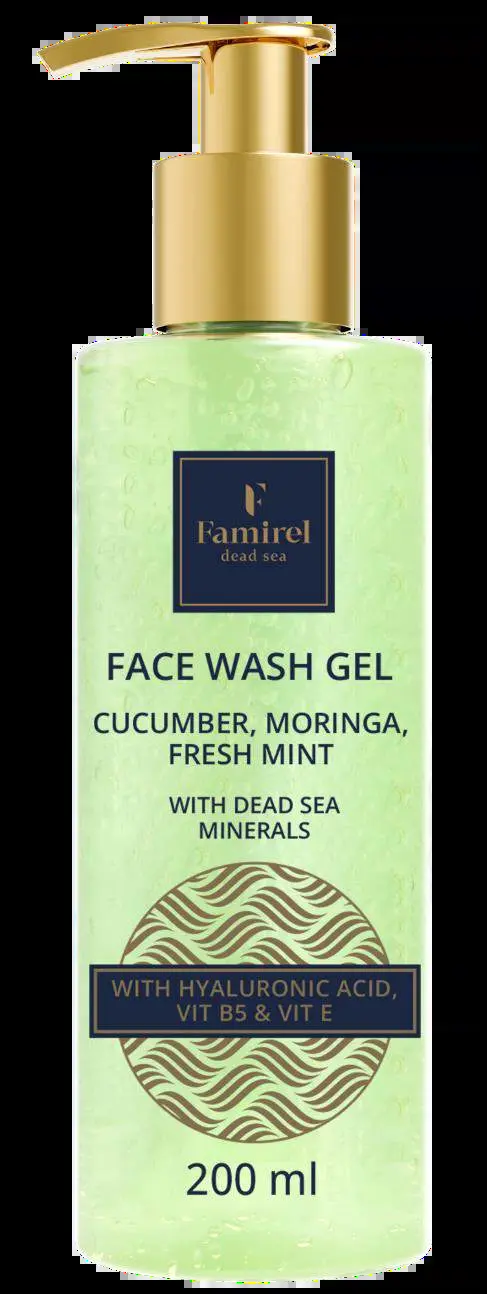 F
Famirel
dead sea
FACE WASH GEL
CUCUMBER, MORINGA,
FRESH MINT
WITH DEAD SEA
MINERALS
WITH HYALURONIC ACID,
VIT B5 & VIT E
200 ml